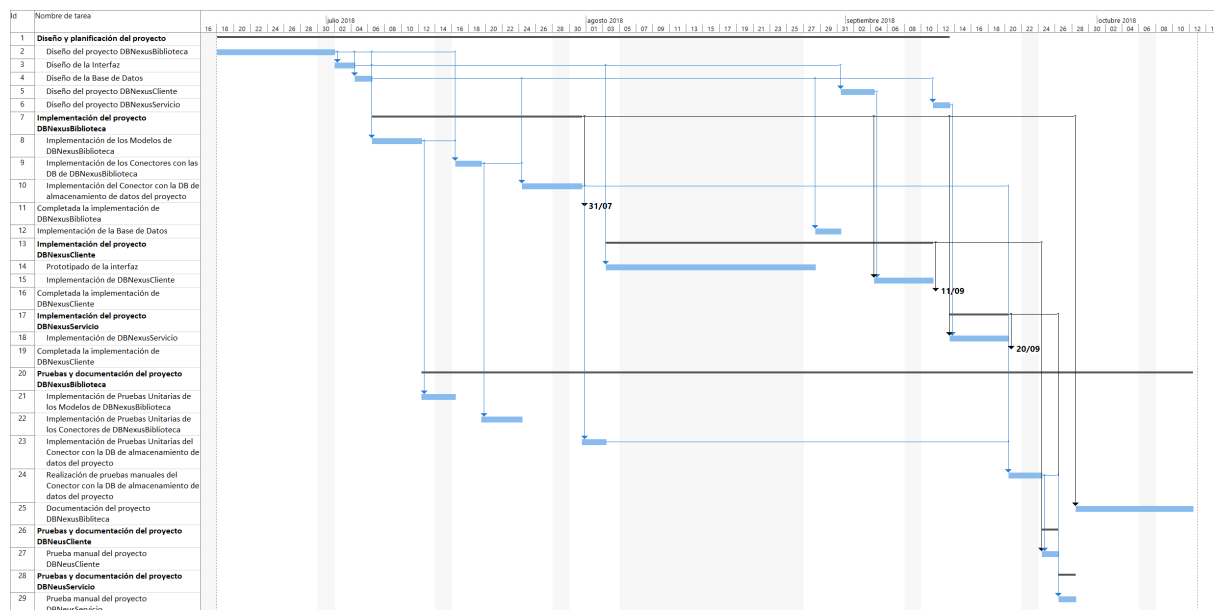 Id Nombre de tarea
julio 2018 agosto 2018 septiembre 2018 octubre 2018
16 18 20 22 24 26 28 30 02 04 06 08 10 12 14 16 18 20 22 24 26 28 30 01 03 05 07 09 11 13 15 17 19 21 23 25 27 29 31 02 04 06 08 10 12 14 16 18 20 22 24 26 28 30 02 04 06 08 10 12 1
1 Diseño y planificación del proyecto
2 Diseño del proyecto DBNexusBiblioteca
3 Diseño de la Interfaz
4 Diseño de la Base de Datos
5 Diseño del proyecto DBNexusCliente
6 Diseño del proyecto DBNexusServicio
7 Implementación del proyecto
DBNexusBiblioteca
8 Implementación de los Modelos de
DBNexusBiblioteca
9 Implementación de los Conectores con las
DB de DBNexusBiblioteca
10 Implementación del Conector con la DB de
almacenamiento de datos del proyecto
11 Completada la implementación de
DBNexusBibliotea
31/07
12 Implementación de la Base de Datos
13 Implementación del proyecto
DBNexusCliente
14 Prototipado de la interfaz
15 Implementación de DBNexusCliente
16 Completada la implementación de
DBNexusCliente
11/09
17 Implementación del proyecto
DBNexusServicio
18 Implementación de DBNexusServicio
19 Completada la implementación de
DBNexusCliente
20/09
20 Pruebas y documentación del proyecto
DBNexusBiblioteca
21 Implementación de Pruebas Unitarias de
los Modelos de DBNexusBiblioteca
22 Implementación de Pruebas Unitarias de
los Conectores de DBNexusBiblioteca
23 Implementación de Pruebas Unitarias del
Conector con la DB de almacenamiento de
datos del proyecto
24 Realización de pruebas manuales del
Conector con la DB de almacenamiento de
datos del proyecto
25 Documentación del proyecto
DBNexusBibliteca
26 Pruebas y documentación del proyecto
DBNeusCliente
27 Prueba manual del proyecto
DBNeusCliente
28 Pruebas y documentación del proyecto
DBNeusServicio
29 Prueba manual del proyecto
DBNeusServicio